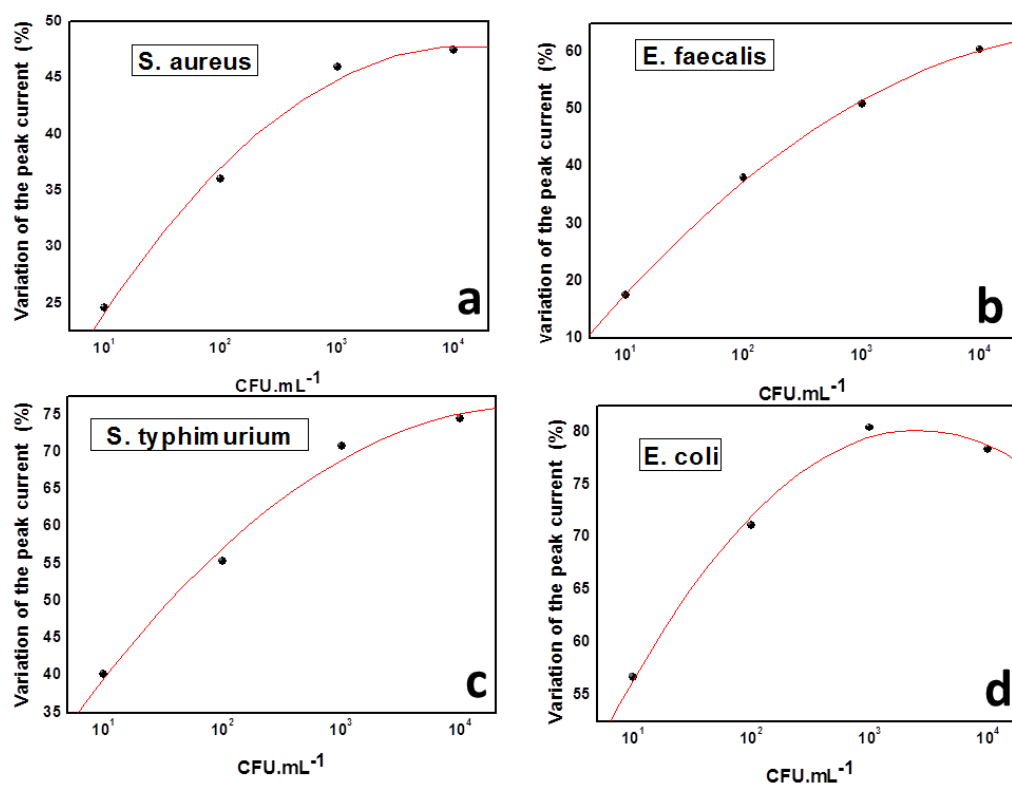 Variation of the peak current (%)
50
45
40
35
30
25
S. aureus
a
10¹ 10² 10³ 10⁴
CFU.mL⁻¹
Variation of the peak current (%)
60
50
40
30
20
10
E. faecalis
b
10¹ 10² 10³ 10⁴
CFU.mL⁻¹
Variation of the peak current (%)
75
70
65
60
55
50
45
40
35
S. typhimurium
c
10¹ 10² 10³ 10⁴
CFU.mL⁻¹
Variation of the peak current (%)
80
75
70
65
60
55
E. coli
d
10¹ 10² 10³ 10⁴
CFU.mL⁻¹